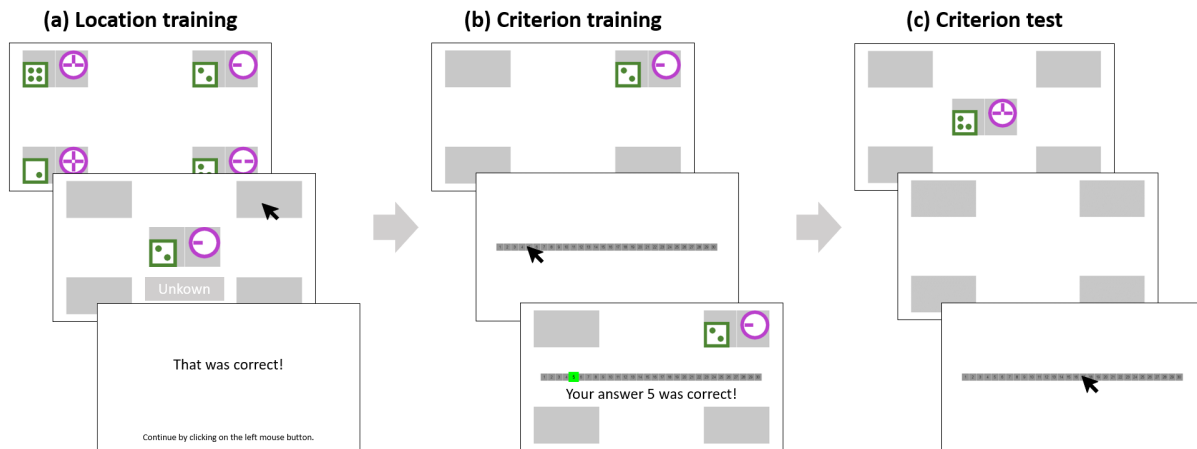 (a) Location training
(b) Criterion training
(c) Criterion test
Unkown
That was correct!
Continue by clicking on the left mouse button.
Your answer 5 was correct!